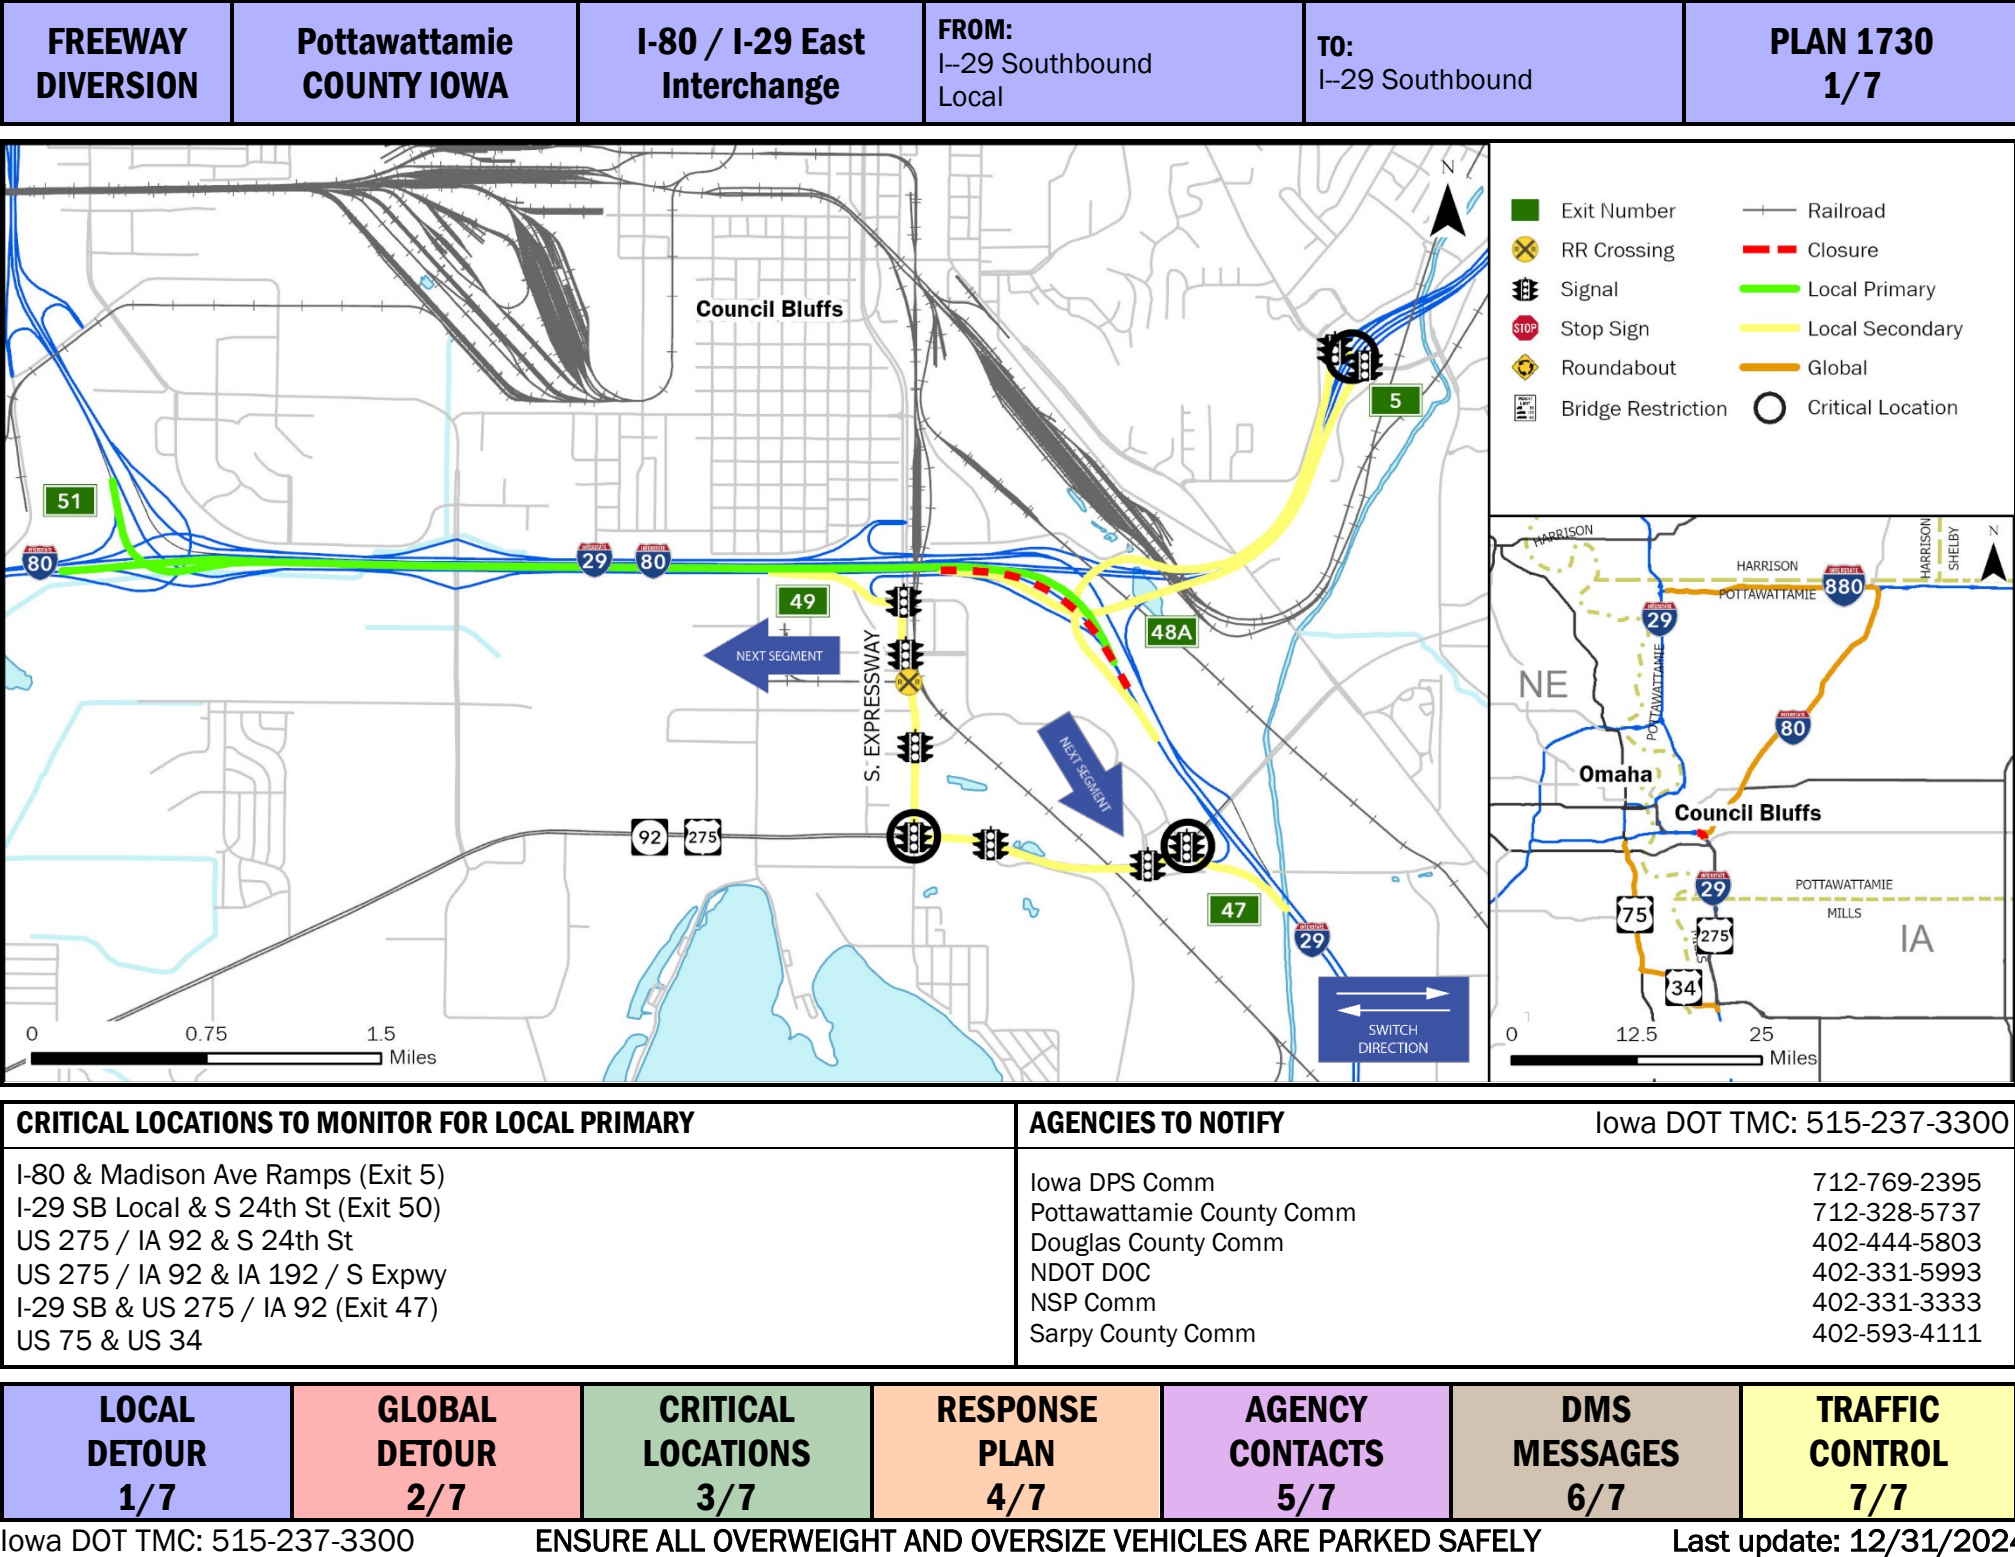 FREEWAY
DIVERSION
Pottawattamie
COUNTY IOWA
I-80 / I-29 East
Interchange
FROM:
I--29 Southbound
Local
TO:
I--29 Southbound
PLAN 1730
1/7
N
Council Bluffs
5
51
80
29
80
49
48A
NEXT SEGMENT
S. EXPRESSWAY
NEXT SEGMENT
92
275
47
29
0 0.75 1.5
Miles
SWITCH
DIRECTION
Exit Number
RR Crossing
Signal
STOP Stop Sign
Roundabout
Bridge Restriction
Railroad
Closure
Local Primary
Local Secondary
Global
Critical Location
HARRISON
HARRISON
SHELBY
N
HARRISON
POTTAWATTAMIE
880
29
POTTAWATTAMIE
NE
80
Omaha
Council Bluffs
29
POTTAWATTAMIE
MILLS
75
275
IA
34
0 12.5 25
Miles
CRITICAL LOCATIONS TO MONITOR FOR LOCAL PRIMARY
I-80 & Madison Ave Ramps (Exit 5)
I-29 SB Local & S 24th St (Exit 50)
US 275 / IA 92 & S 24th St
US 275 / IA 92 & IA 192 / S Expwy
I-29 SB & US 275 / IA 92 (Exit 47)
US 75 & US 34
AGENCIES TO NOTIFY Iowa DOT TMC: 515-237-3300
Iowa DPS Comm 712-769-2395
Pottawattamie County Comm 712-328-5737
Douglas County Comm 402-444-5803
NDOT DOC 402-331-5993
NSP Comm 402-331-3333
Sarpy County Comm 402-593-4111
LOCAL
DETOUR
1/7
GLOBAL
DETOUR
2/7
CRITICAL
LOCATIONS
3/7
RESPONSE
PLAN
4/7
AGENCY
CONTACTS
5/7
DMS
MESSAGES
6/7
TRAFFIC
CONTROL
7/7
Iowa DOT TMC: 515-237-3300 ENSURE ALL OVERWEIGHT AND OVERSIZE VEHICLES ARE PARKED SAFELY Last update: 12/31/202